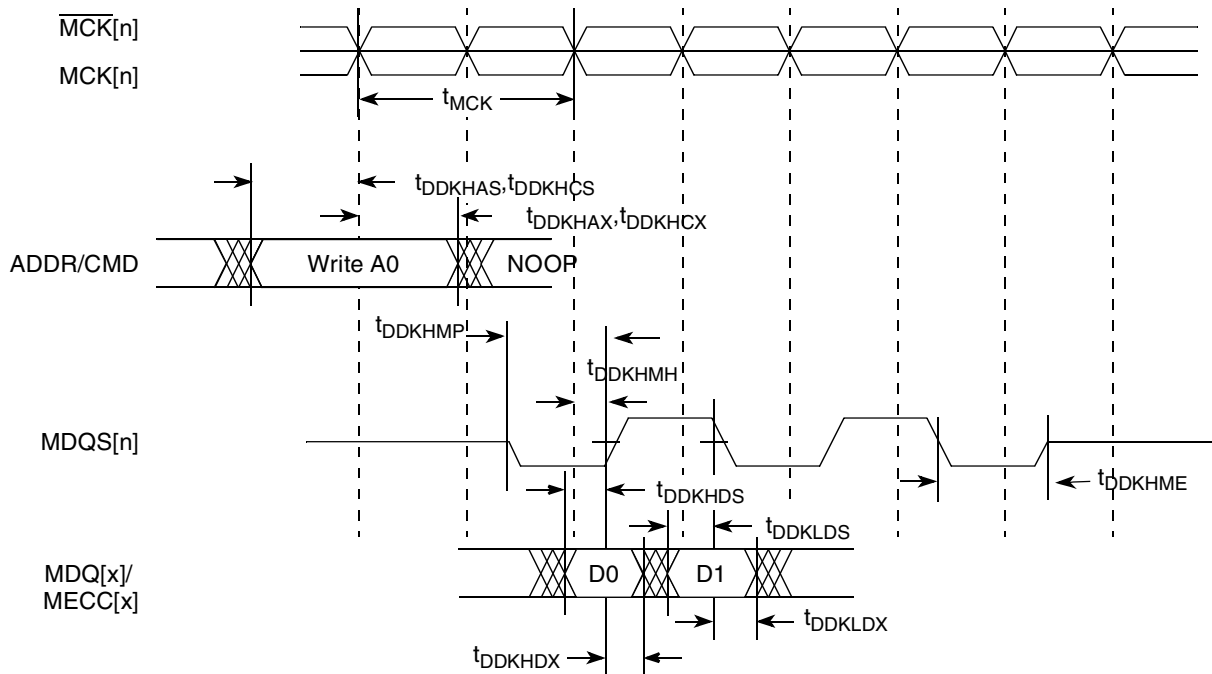 MCK[n]
MCK[n]
tMCK
tDDKHAS,tDDKHCS
tDDKHAX,tDDKHCX
ADDR/CMD
Write A0
NOOP
tDDKHMP
tDDKHMH
MDQS[n]
tDDKHME
tDDKHDS
tDDKLDS
MDQ[x]/
MECC[x]
D0
D1
tDDKLDX
tDDKHDX